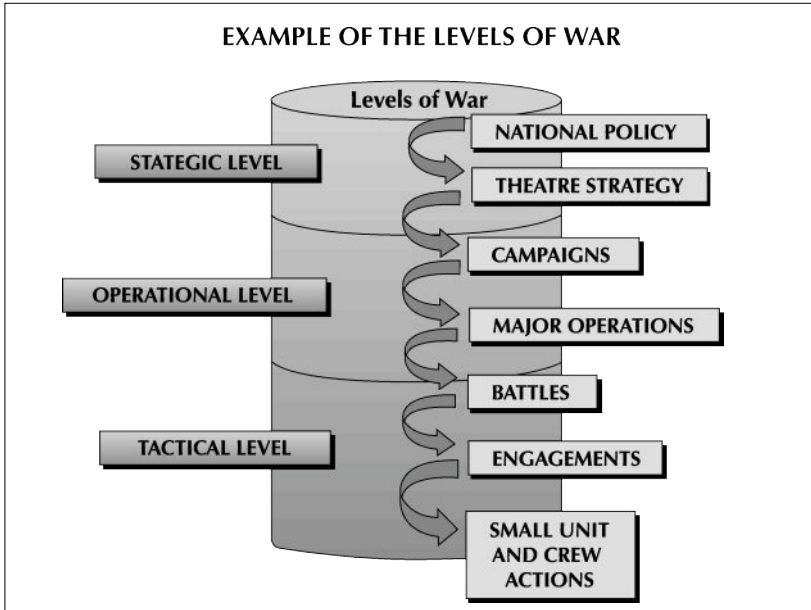 EXAMPLE OF THE LEVELS OF WAR
Levels of War
NATIONAL POLICY
STATEGIC LEVEL
THEATRE STRATEGY
CAMPAIGNS
OPERATIONAL LEVEL
MAJOR OPERATIONS
BATTLES
TACTICAL LEVEL
ENGAGEMENTS
SMALL UNIT
AND CREW
ACTIONS